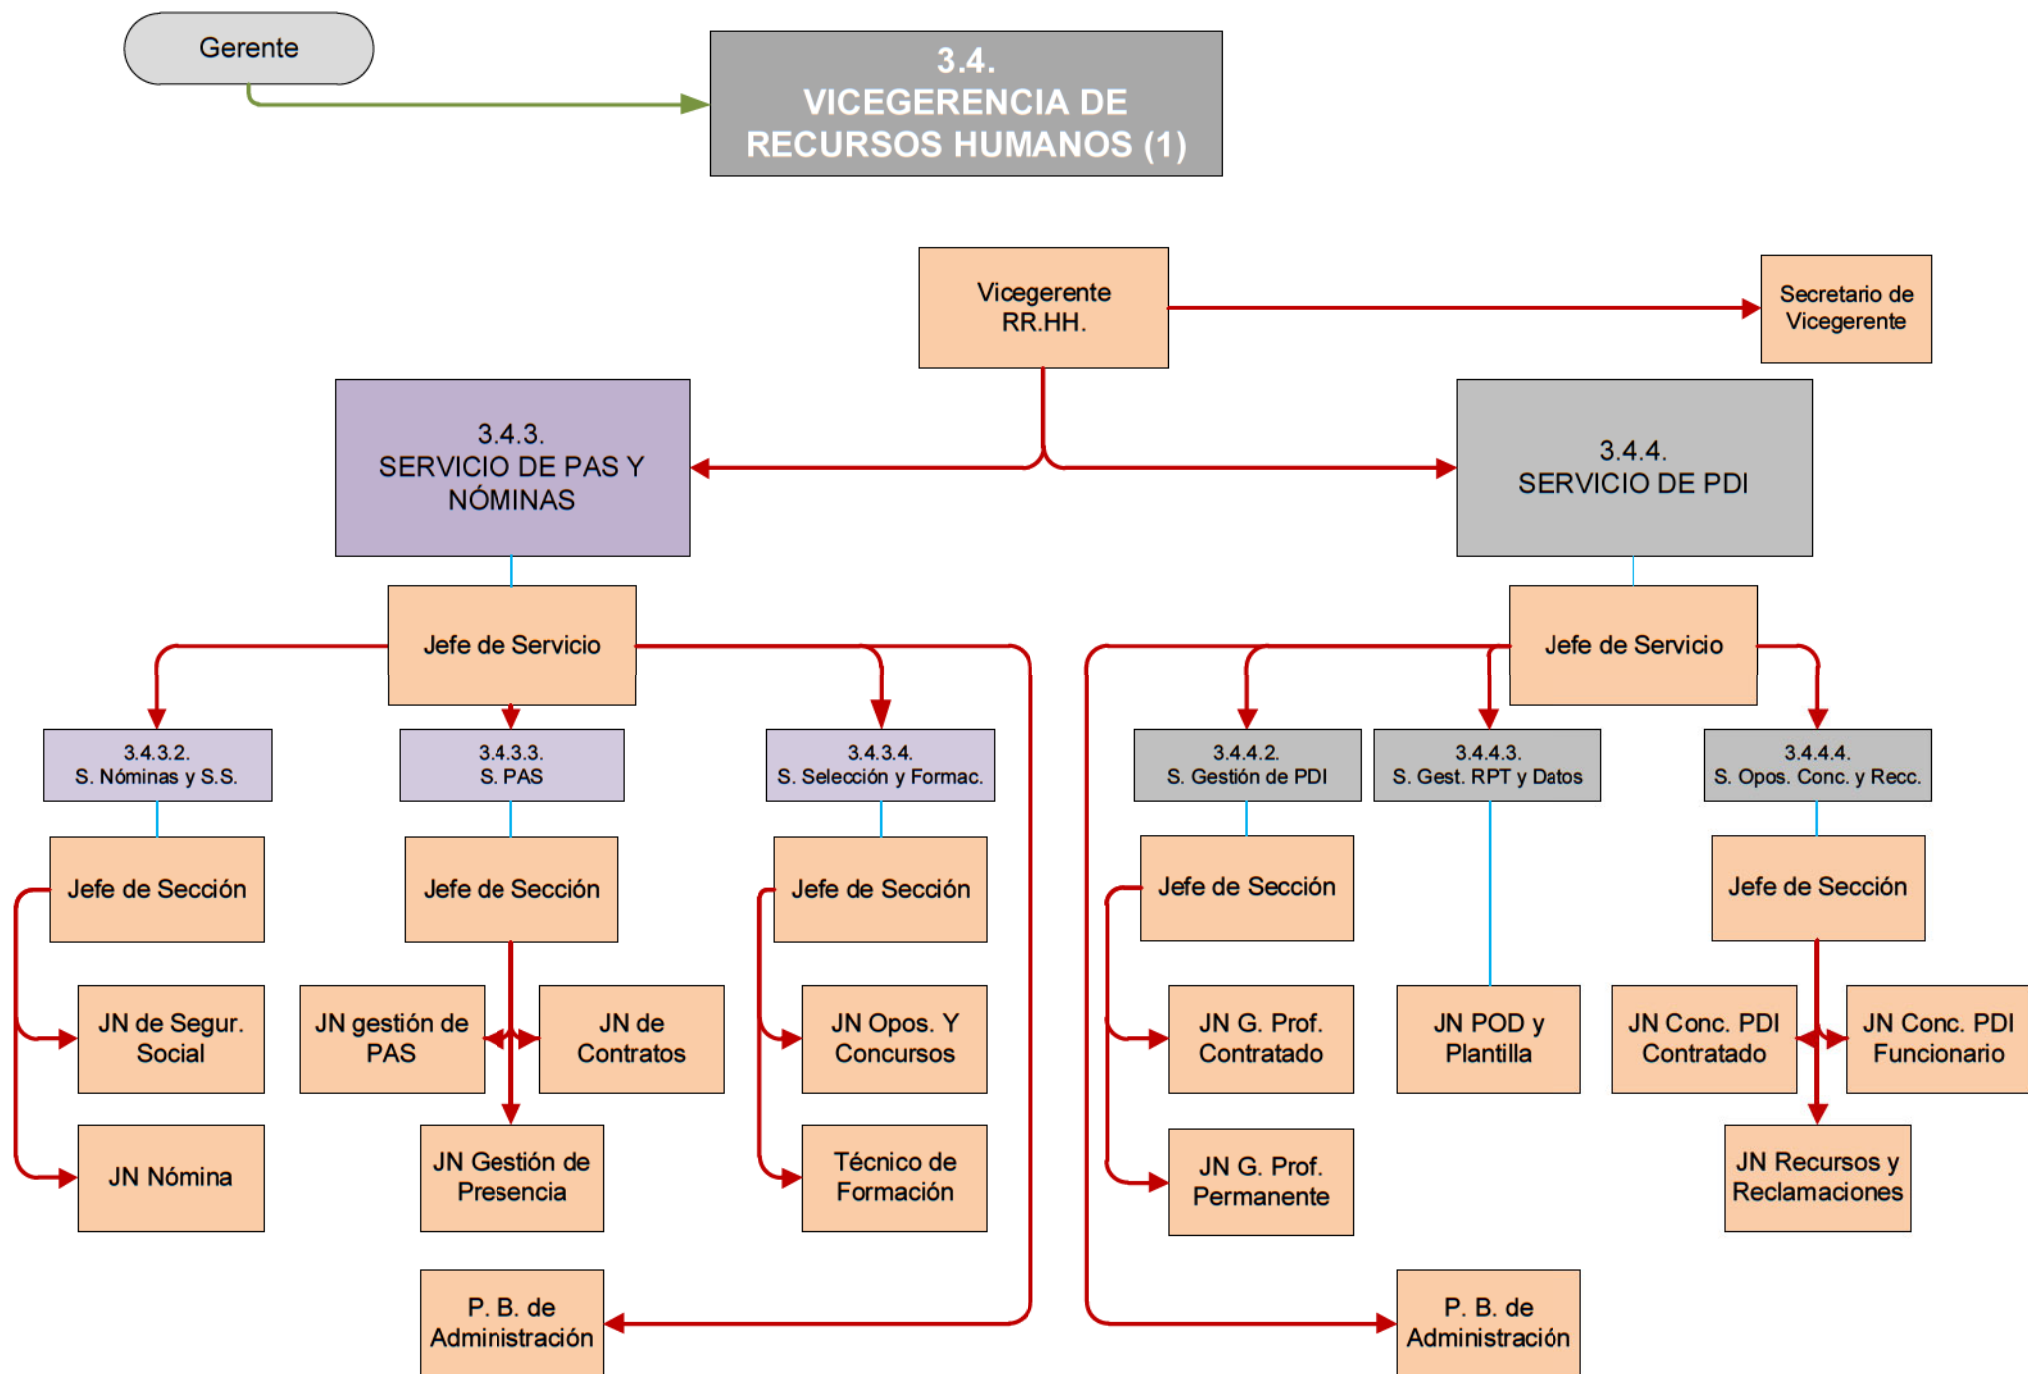 Gerente
3.4.
VICEGERENCIA DE
RECURSOS HUMANOS (1)
Vicegerente
RR.HH.
Secretario de
Vicegerente
3.4.3.
SERVICIO DE PAS Y
NÓMINAS
3.4.4.
SERVICIO DE PDI
Jefe de Servicio
Jefe de Servicio
3.4.3.2.
S. Nóminas y S.S.
3.4.3.3.
S. PAS
3.4.3.4.
S. Selección y Formac.
3.4.4.2.
S. Gestión de PDI
3.4.4.3.
S. Gest. RPT y Datos
3.4.4.4.
S. Opos. Conc. y Recc.
Jefe de Sección
Jefe de Sección
Jefe de Sección
Jefe de Sección
Jefe de Sección
JN de Segur.
Social
JN gestión de
PAS
JN de
Contratos
JN Opos. Y
Concursos
JN G. Prof.
Contratado
JN POD y
Plantilla
JN Conc. PDI
Contratado
JN Conc. PDI
Funcionario
JN Nómina
JN Gestión de
Presencia
Técnico de
Formación
JN G. Prof.
Permanente
JN Recursos y
Reclamaciones
P. B. de
Administración
P. B. de
Administración